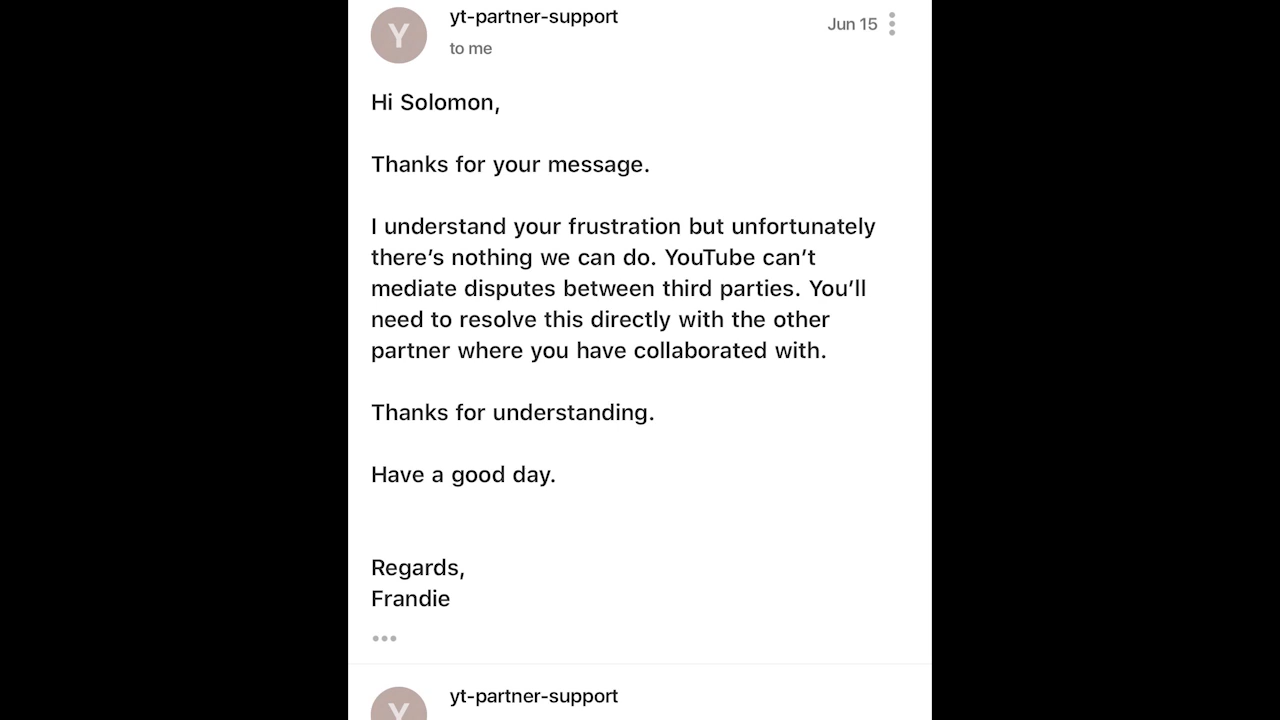 Y
yt-partner-support
Jun 15
to me
Hi Solomon,
Thanks for your message.
I understand your frustration but unfortunately
there’s nothing we can do. YouTube can’t
mediate disputes between third parties. You’ll
need to resolve this directly with the other
partner where you have collaborated with.
Thanks for understanding.
Have a good day.
Regards,
Frandie
Y
yt-partner-support